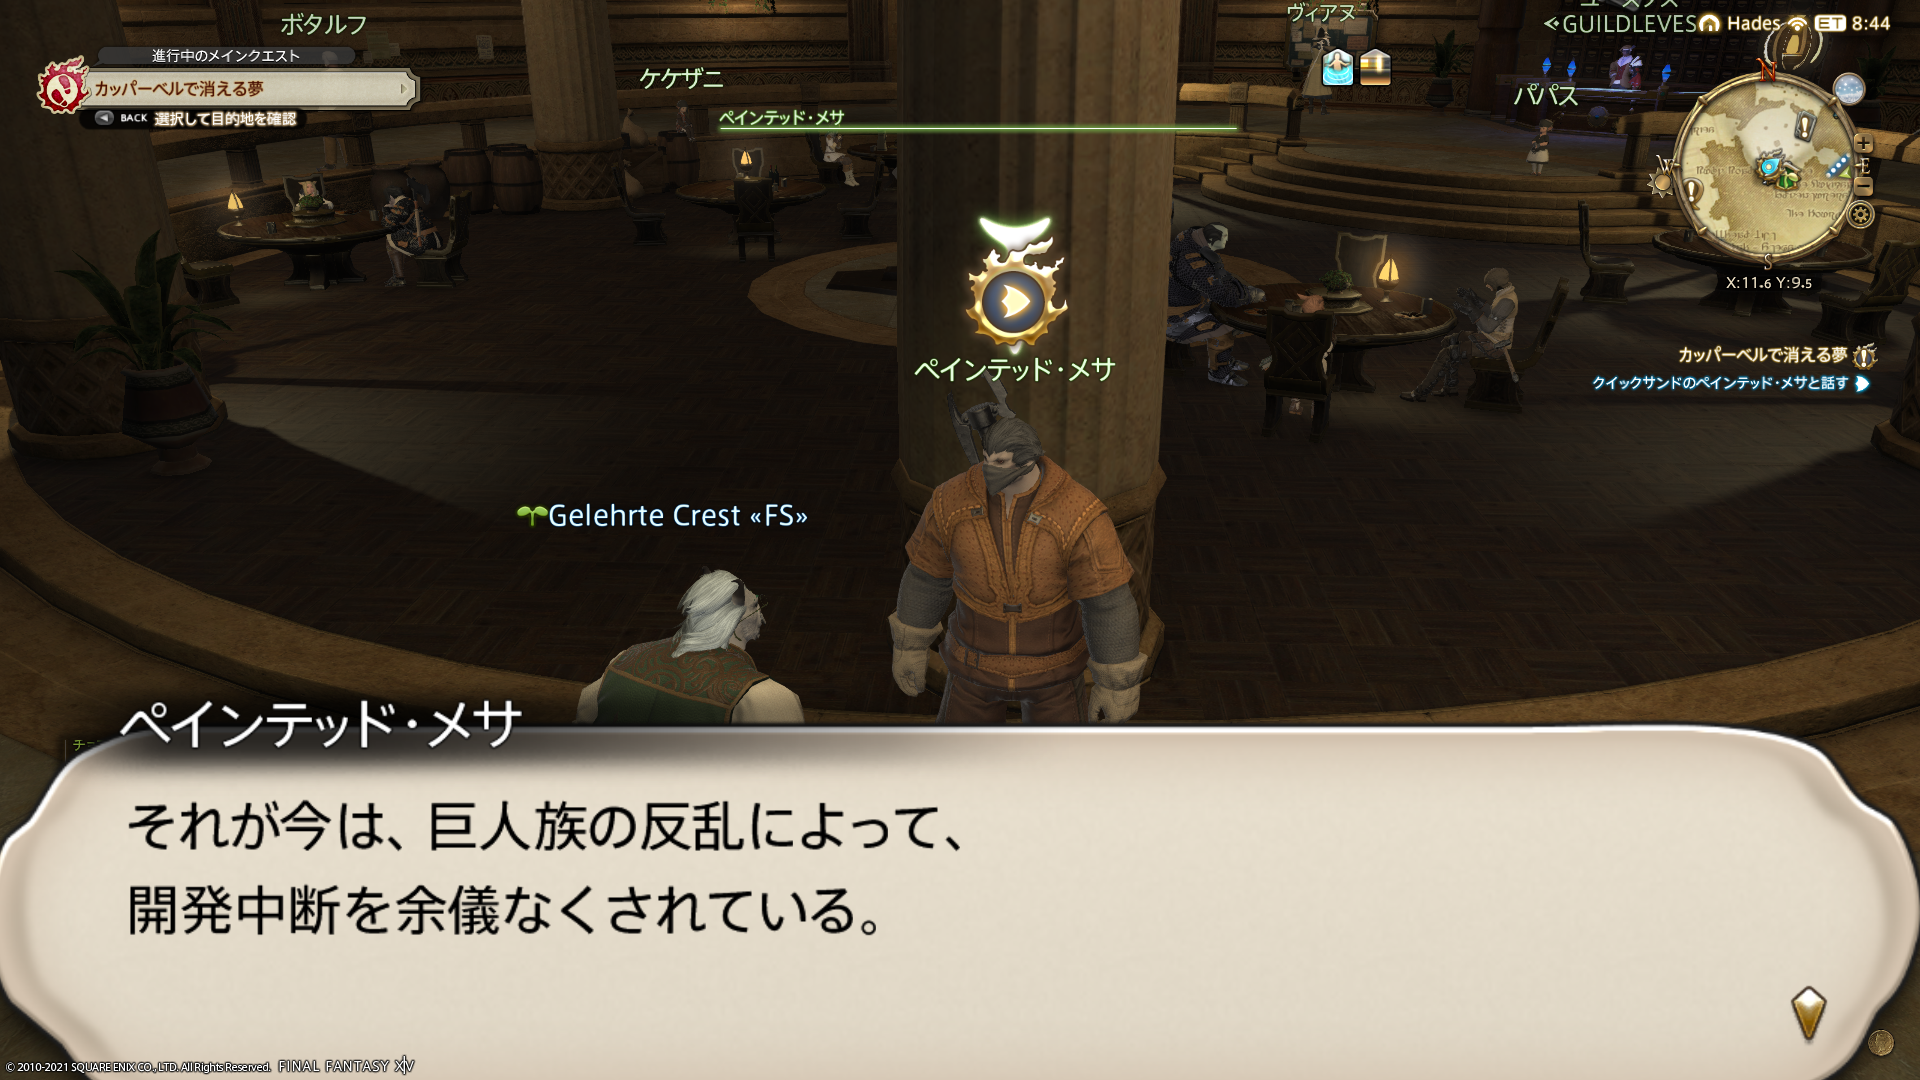 ボタルフ
進行中のメインクエスト
カッパーベルで消える夢
BACK 選択して目的地を確認
ケケザニ
ペインテッド・メサ
ヴィアヌ
GUILDLEVES
Hades
ET 8:44
パパス
N
W
E
S
X:11.6 Y:9.5
カッパーベルで消える夢
クイックサンドのペインテッド・メサと話す
ペインテッド・メサ
Gelehrte Crest «FS»
ペインテッド・メサ
それが今は、巨人族の反乱によって、
開発中断を余儀なくされている。
© 2010-2021 SQUARE ENIX CO., LTD. All Rights Reserved. FINAL FANTASY XIV